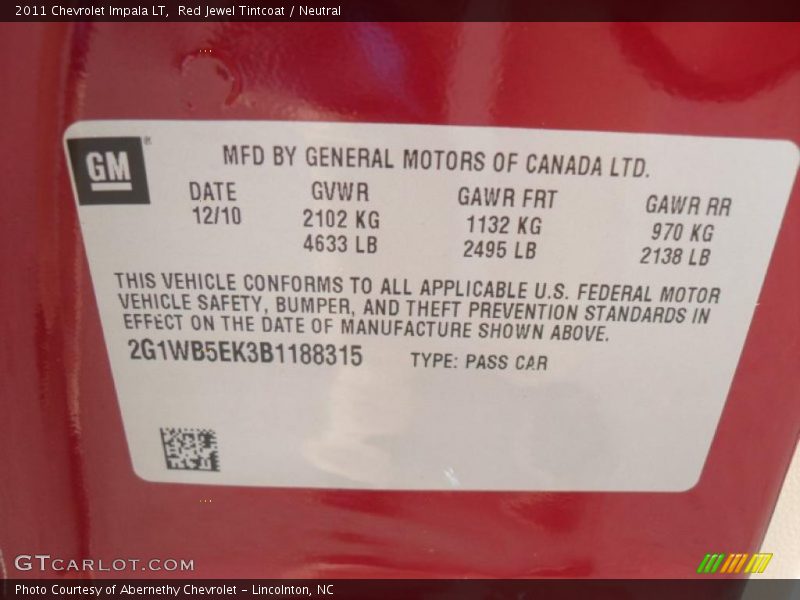 2011 Chevrolet Impala LT,  Red Jewel Tintcoat / Neutral
GM®
MFD BY GENERAL MOTORS OF CANADA LTD.
DATE GVWR GAWR FRT GAWR RR
12/10 2102 KG 1132 KG 970 KG
4633 LB 2495 LB 2138 LB
THIS VEHICLE CONFORMS TO ALL APPLICABLE U.S. FEDERAL MOTOR
VEHICLE SAFETY, BUMPER, AND THEFT PREVENTION STANDARDS IN
EFFECT ON THE DATE OF MANUFACTURE SHOWN ABOVE.
2G1WB5EK3B1188315 TYPE: PASS CAR
GTCARLOT.COM
Photo Courtesy of Abernethy Chevrolet - Lincolnton, NC